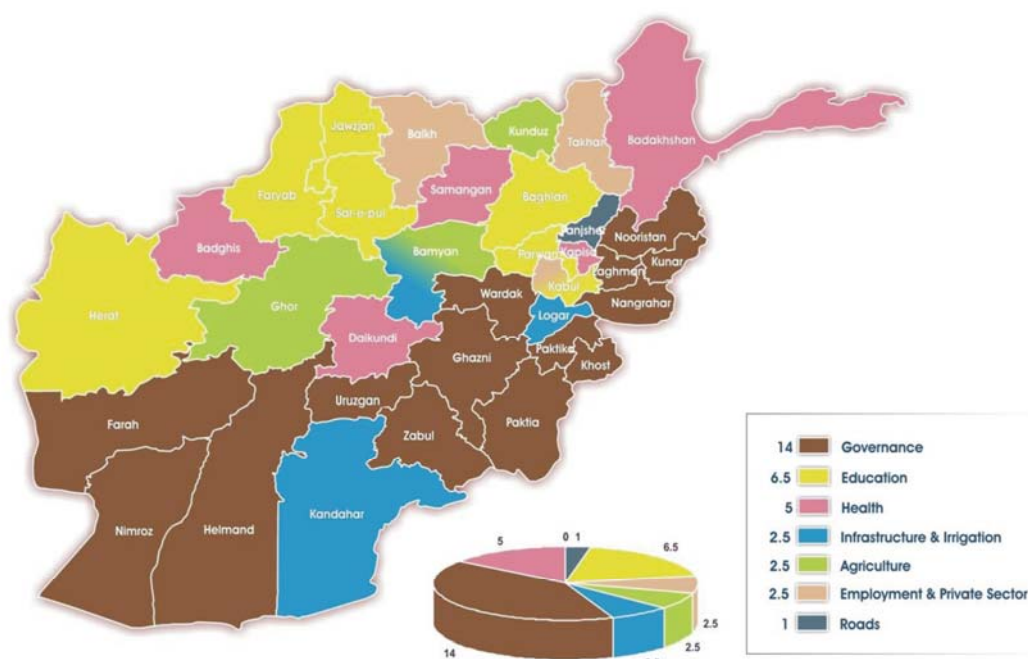 Jawzjan
Balkh
Kunduz
Takhar
Badakhshan
Faryab
Sar-e-pul
Samangan
Baghlan
Badghis
Bamyan
Panjsher
Nooristan
Parwan
Kapisa
Kunar
Laghman
Kabul
Wardak
Nangrahar
Herat
Ghor
Logar
Daikundi
Ghazni
Paktika
Khost
Uruzgan
Farah
Zabul
Paktia
Nimroz
Helmand
Kandahar
14 Governance
6.5 Education
5 Health
2.5 Infrastructure & Irrigation
2.5 Agriculture
2.5 Employment & Private Sector
1 Roads
5
0
1
6.5
2.5
2.5
14